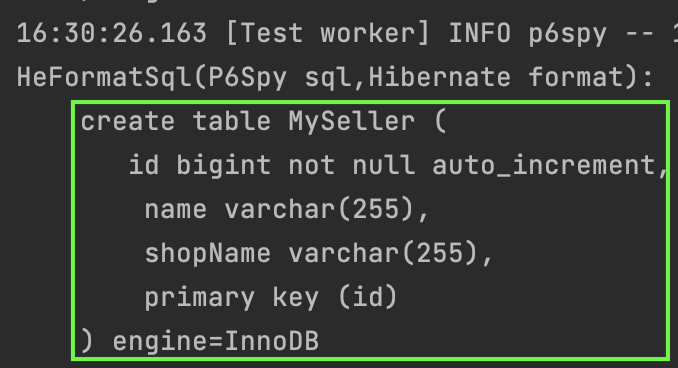 16:30:26.163 [Test worker] INFO p6spy --
HeFormatSql(P6Spy sql,Hibernate format):
create table MySeller (
id bigint not null auto_increment,
name varchar(255),
shopName varchar(255),
primary key (id)
) engine=InnoDB